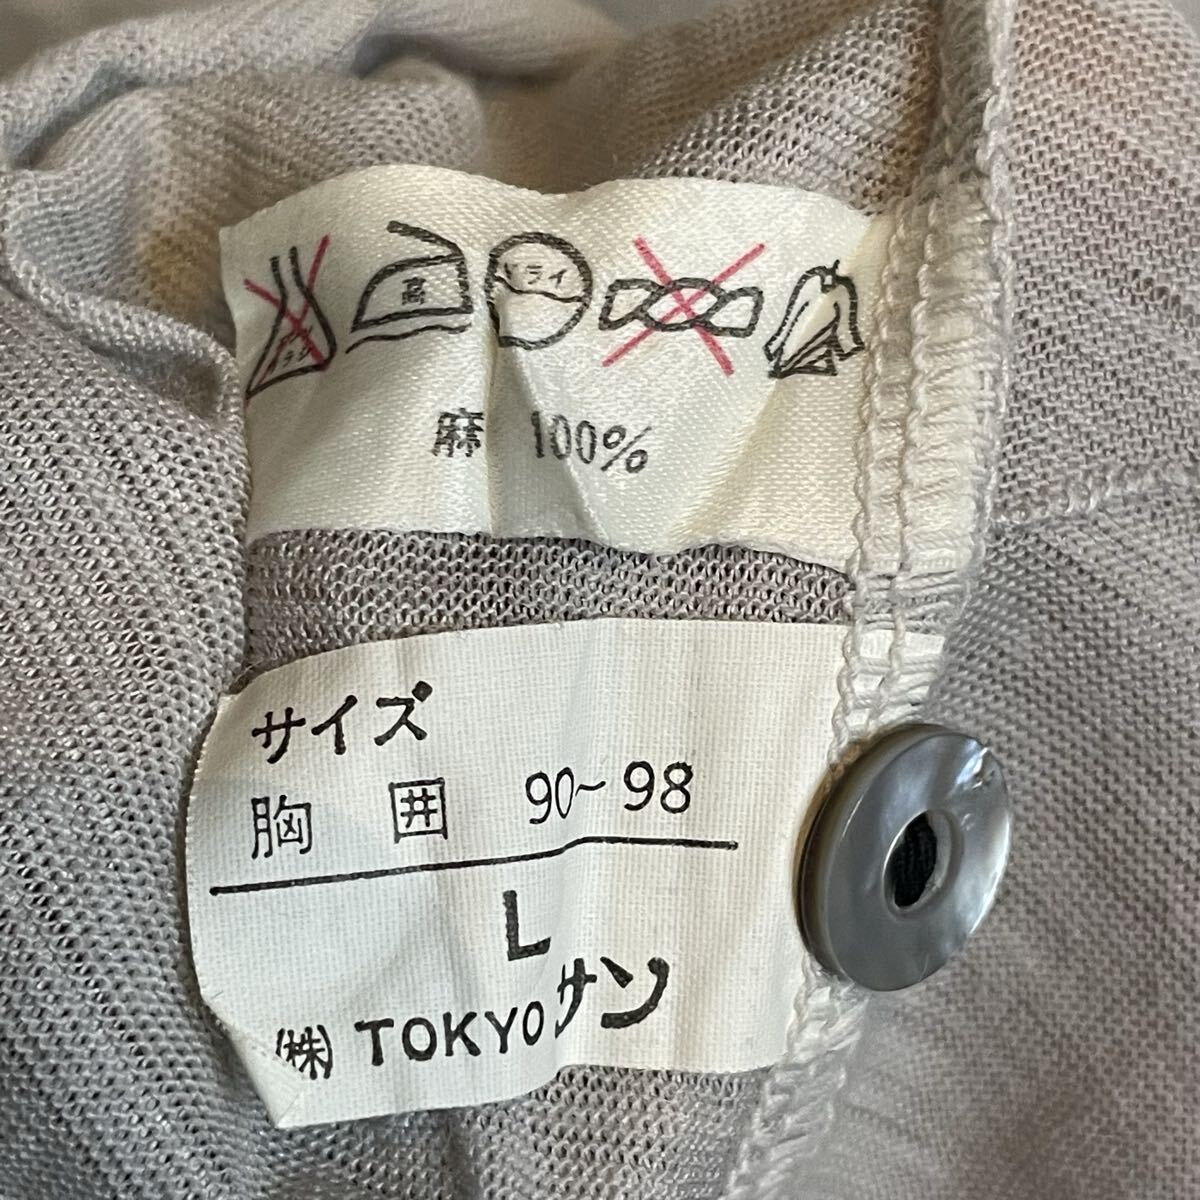 高 ドライ
麻 100%
サイズ
胸囲 90~98
L
(株) TOKYOサン